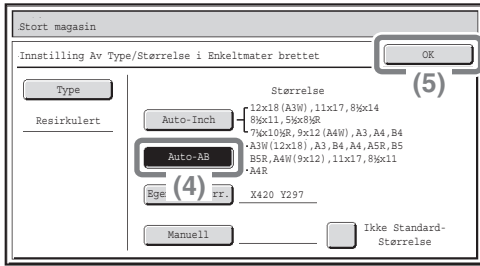 Stort magasin
Innstilling Av Type/Størrelse i Enkeltmater brettet
OK
(5)
Type
Størrelse
Resirkulert
Auto-Inch
12x18(A3W),11x17,8½x14
8½x11,5½x8½R
7¼x10½R,9x12(A4W),A3,A4,B4
Auto-AB
·A3W(12x18),A3,B4,A4,A5R,B5
B5R,A4W(9x12),11x17,8½x11
·A4R
(4)
X420 Y297
Manuell
Ikke Standard-
Størrelse